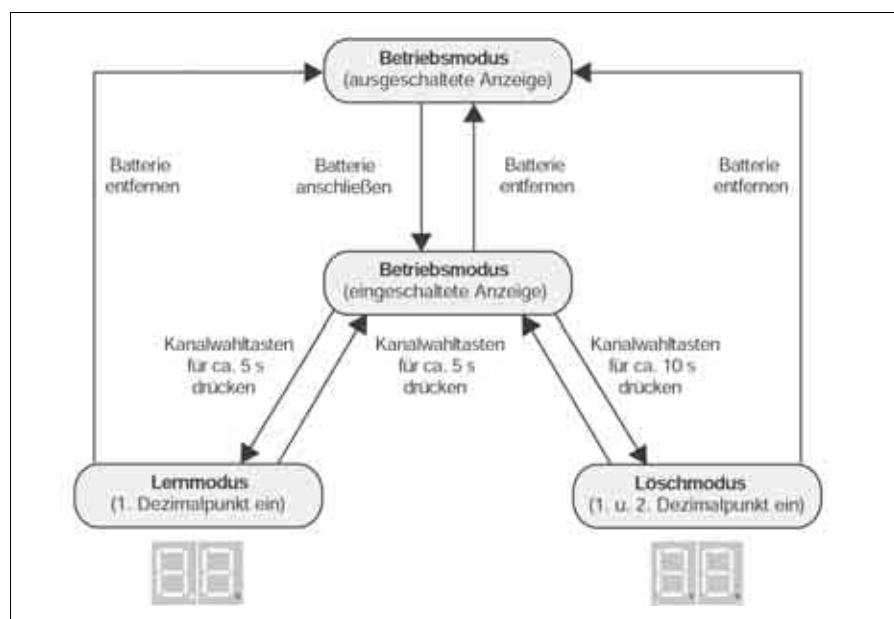 Betriebsmodus
(ausgeschaltete Anzeige)
Batterie
entfernen
Batterie
anschließen
Batterie
entfernen
Batterie
entfernen
Betriebsmodus
(eingeschaltete Anzeige)
Kanalwahltasten
für ca. 5 s
drücken
Kanalwahltasten
für ca. 5 s
drücken
Kanalwahltasten
für ca. 10 s
drücken
Lernmodus
(1. Dezimalpunkt ein)
Löschmodus
(1. u. 2. Dezimalpunkt ein)